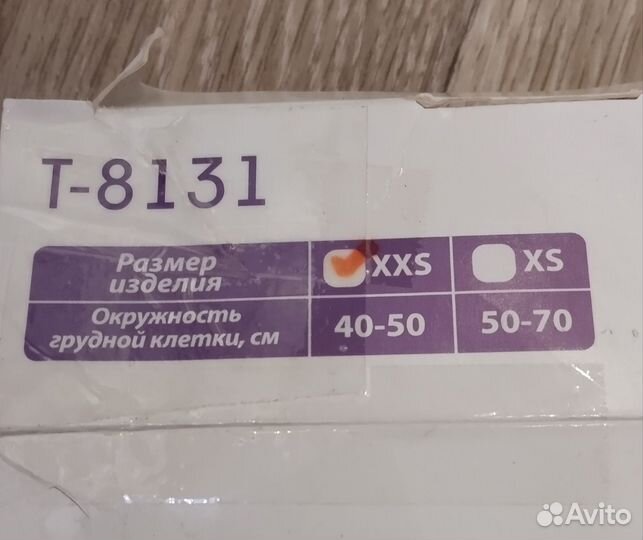 T-8131
Размер изделия XXS XS
Окружность грудной клетки, см 40-50 50-70
Avito